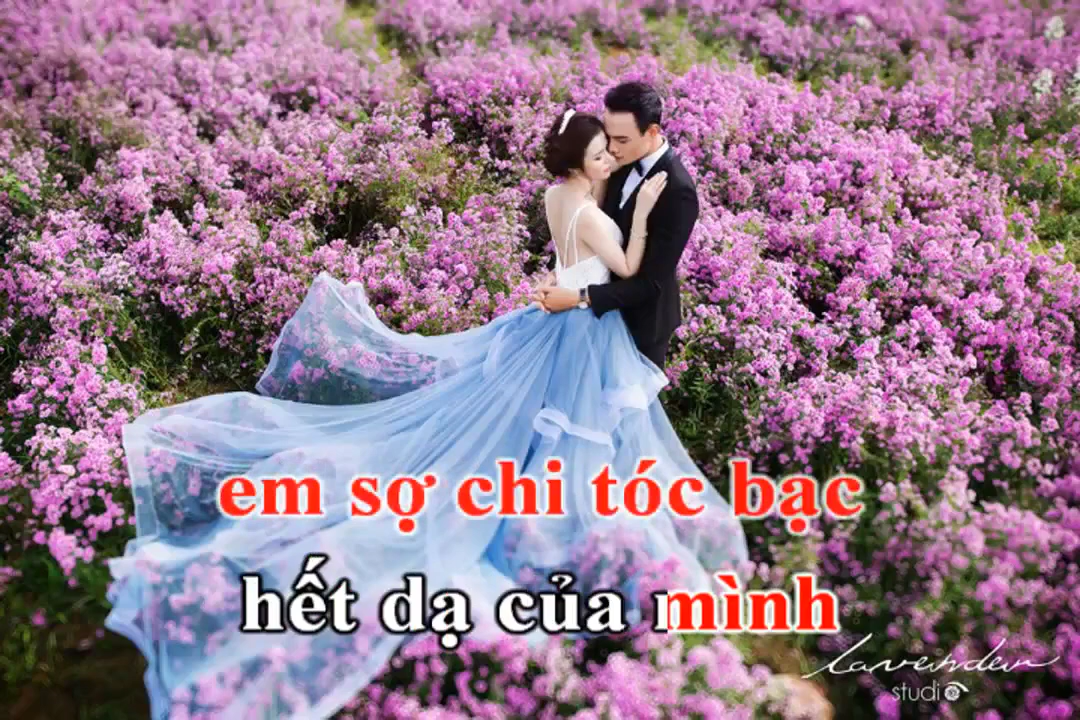 em sợ chi tóc bạc
hết dạ của mình
Lavender
studio